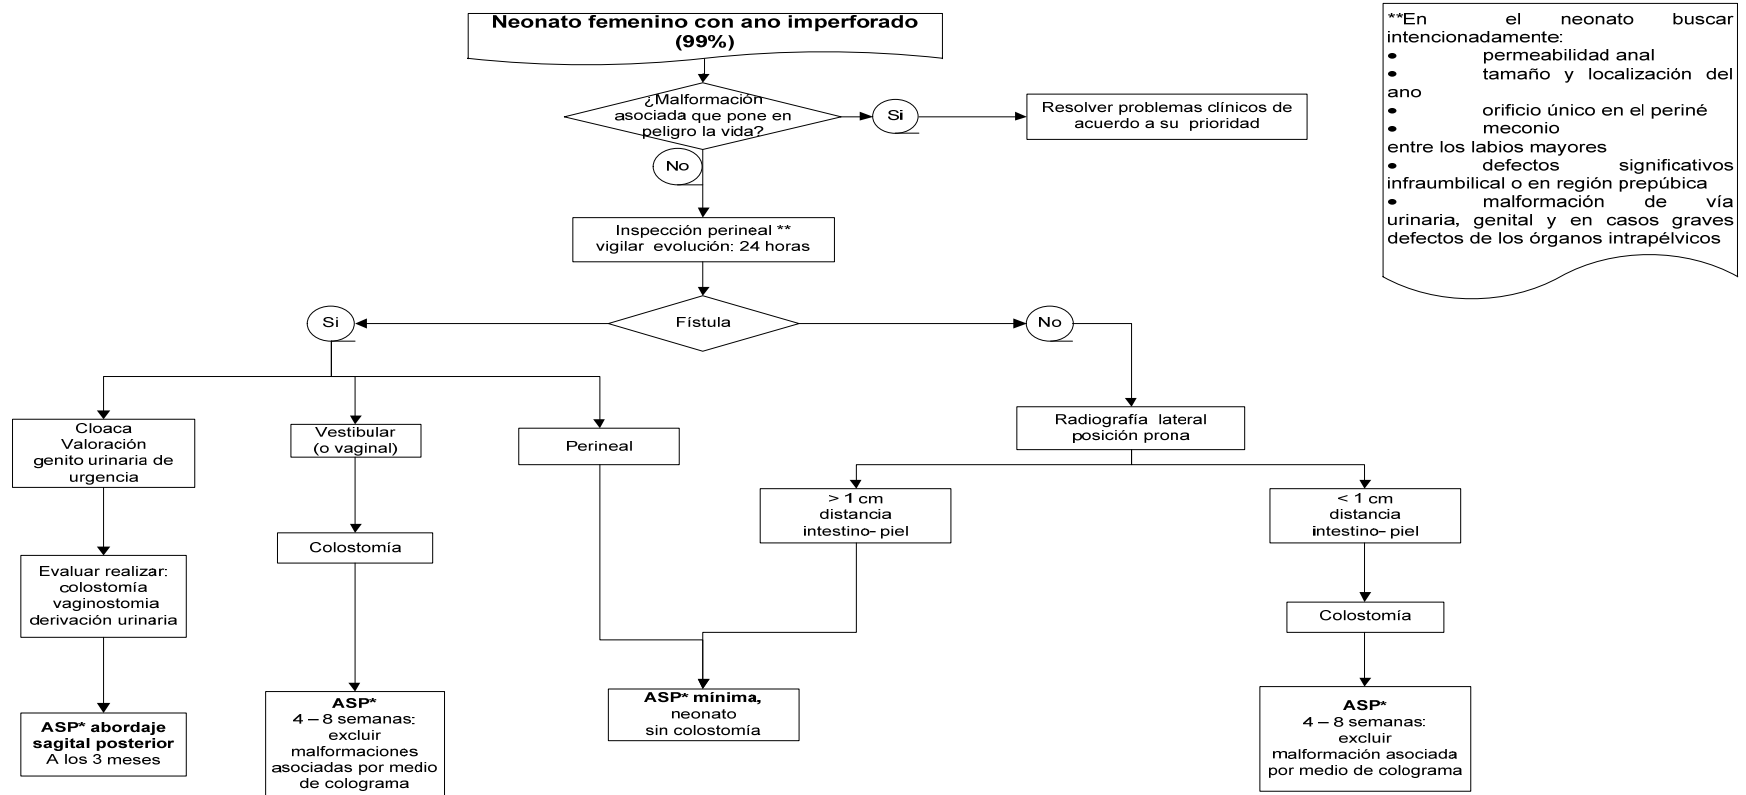 Neonato femenino con ano imperforado
(99%)
¿Malformación
asociada que pone en
peligro la vida?
Si
Resolver problemas clínicos de
acuerdo a su prioridad
No
Inspección perineal **
vigilar evolución: 24 horas
Fístula
Si
No
Cloaca
Valoración
genito urinaria de
urgencia
Vestibular
(o vaginal)
Perineal
Radiografía lateral
posición prona
> 1 cm
distancia
intestino- piel
< 1 cm
distancia
intestino- piel
Evaluar realizar:
colostomía
vaginostomia
derivación urinaria
Colostomía
Colostomía
ASP* abordaje
sagital posterior
A los 3 meses
ASP*
4 – 8 semanas:
excluir
malformaciones
asociadas por medio
de colograma
ASP* mínima,
neonato
sin colostomía
ASP*
4 – 8 semanas:
excluir
malformación asociada
por medio de colograma
**En el neonato buscar
intencionadamente:
• permeabilidad anal
• tamaño y localización del
ano
• orificio único en el periné
• meconio
entre los labios mayores
• defectos significativos
infraumbilical o en región prepúbica
• malformación de vía
urinaria, genital y en casos graves
defectos de los órganos intrapélvicos